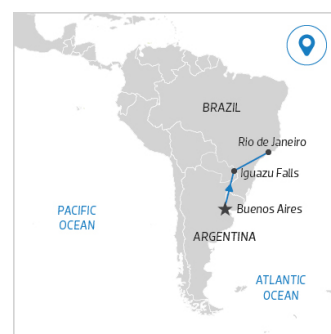 BRAZIL
Rio de Janeiro
Iguazu Falls
Buenos Aires
PACIFIC
OCEAN
ARGENTINA
ATLANTIC
OCEAN